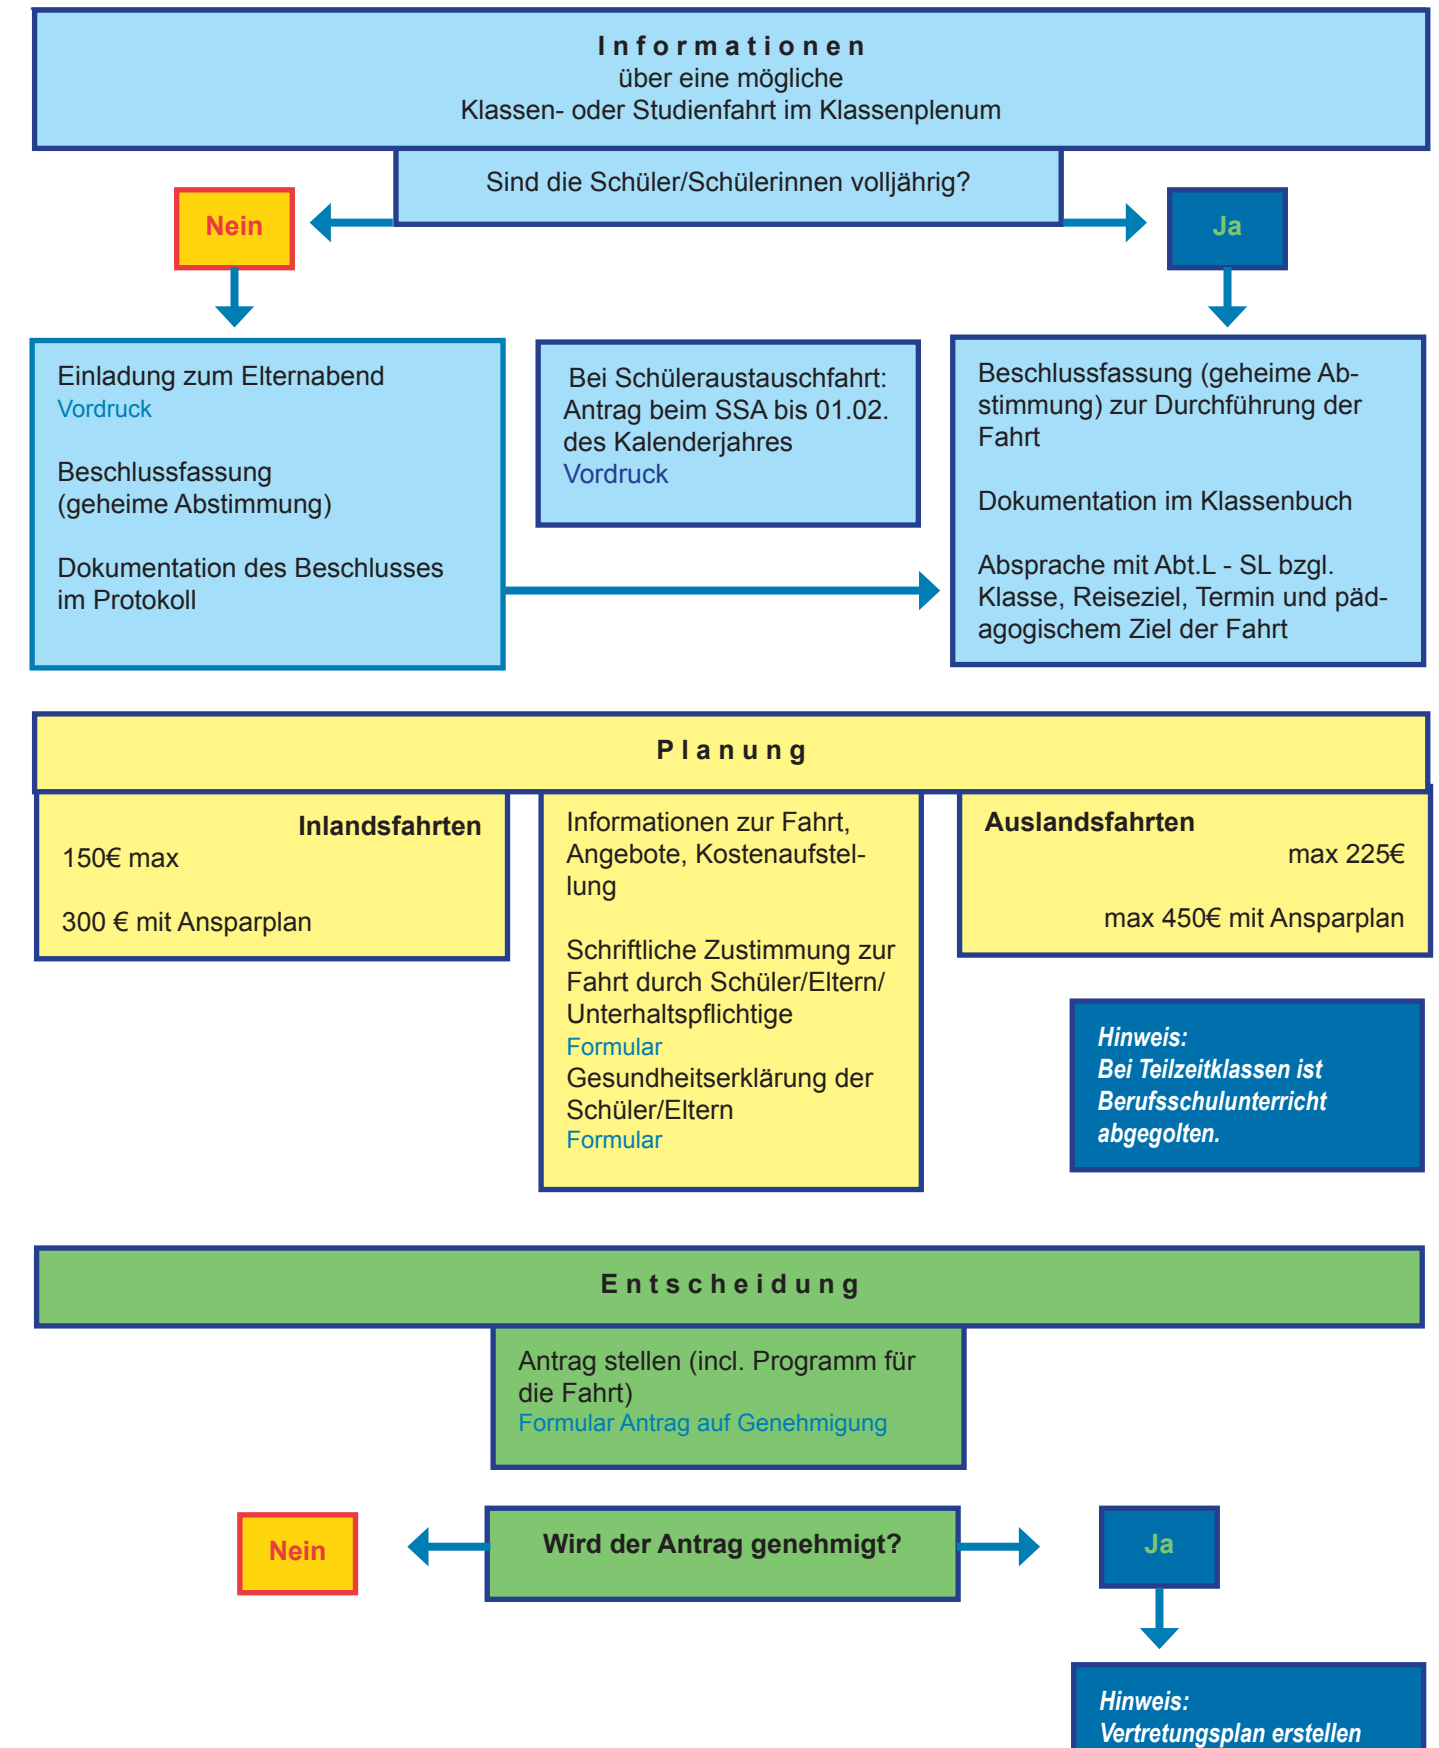 Informationen
über eine mögliche
Klassen- oder Studienfahrt im Klassenplenum
Sind die Schüler/Schülerinnen volljährig?
Nein
Ja
Einladung zum Elternabend
Vordruck
Beschlussfassung
(geheime Abstimmung)
Dokumentation des Beschlusses
im Protokoll
Bei Schüleraustauschfahrt:
Antrag beim SSA bis 01.02.
des Kalenderjahres
Vordruck
Beschlussfassung (geheime Ab-
stimmung) zur Durchführung der
Fahrt
Dokumentation im Klassenbuch
Absprache mit Abt.L - SL bzgl.
Klasse, Reiseziel, Termin und päd-
agogischem Ziel der Fahrt
Planung
Inlandsfahrten
150€ max
300 € mit Ansparplan
Informationen zur Fahrt,
Angebote, Kostenaufstel-
lung
Schriftliche Zustimmung zur
Fahrt durch Schüler/Eltern/
Unterhaltspflichtige
Formular
Gesundheitserklärung der
Schüler/Eltern
Formular
Auslandsfahrten
max 225€
max 450€ mit Ansparplan
Hinweis:
Bei Teilzeitklassen ist
Berufsschulunterricht
abgegolten.
Entscheidung
Antrag stellen (incl. Programm für
die Fahrt)
Formular Antrag auf Genehmigung
Nein
Wird der Antrag genehmigt?
Ja
Hinweis:
Vertretungsplan erstellen